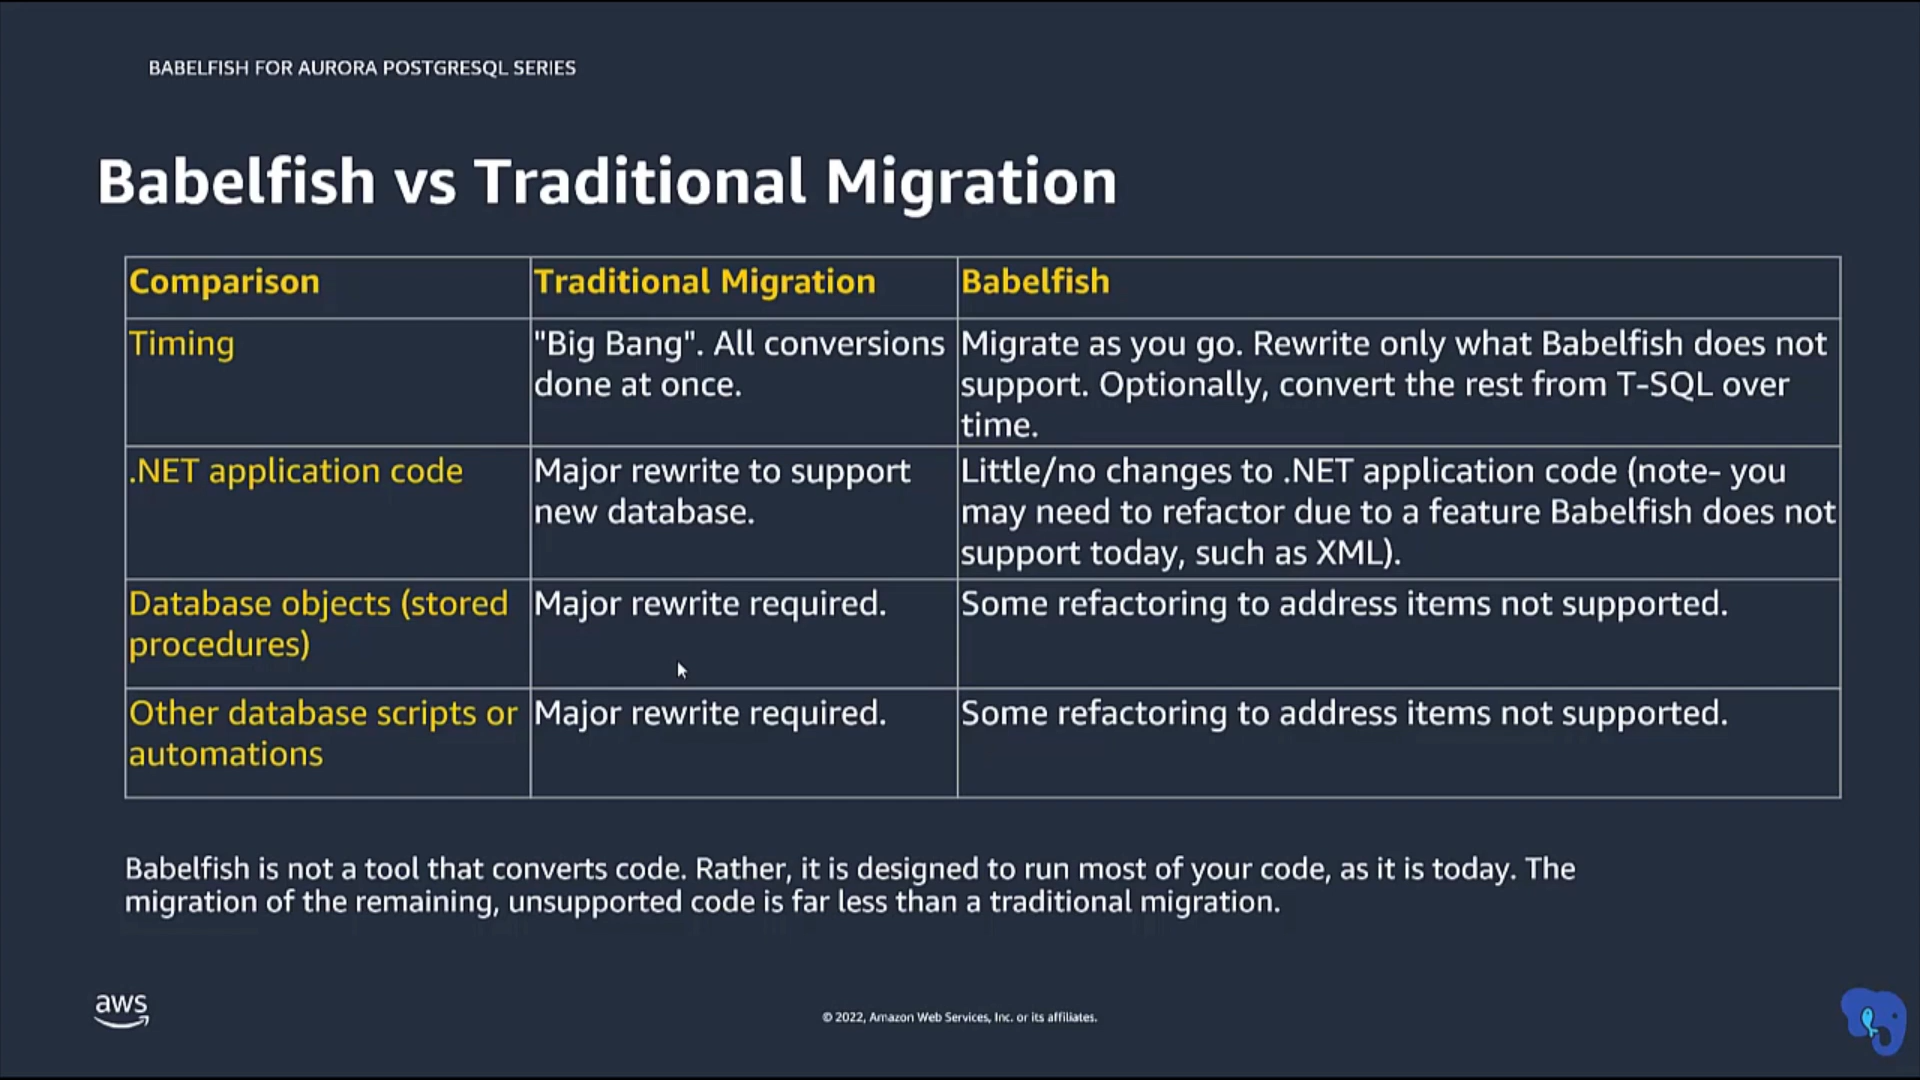 BABELFISH FOR AURORA POSTGRESQL SERIES
Babelfish vs Traditional Migration
Comparison
Traditional Migration
Babelfish
Timing
"Big Bang". All conversions
done at once.
Migrate as you go. Rewrite only what Babelfish does not
support. Optionally, convert the rest from T-SQL over
time.
.NET application code
Major rewrite to support
new database.
Little/no changes to .NET application code (note- you
may need to refactor due to a feature Babelfish does not
support today, such as XML).
Database objects (stored
procedures)
Major rewrite required.
Some refactoring to address items not supported.
Other database scripts or
automations
Major rewrite required.
Some refactoring to address items not supported.
Babelfish is not a tool that converts code. Rather, it is designed to run most of your code, as it is today. The
migration of the remaining, unsupported code is far less than a traditional migration.
aws
© 2022, Amazon Web Services, Inc. or its affiliates.